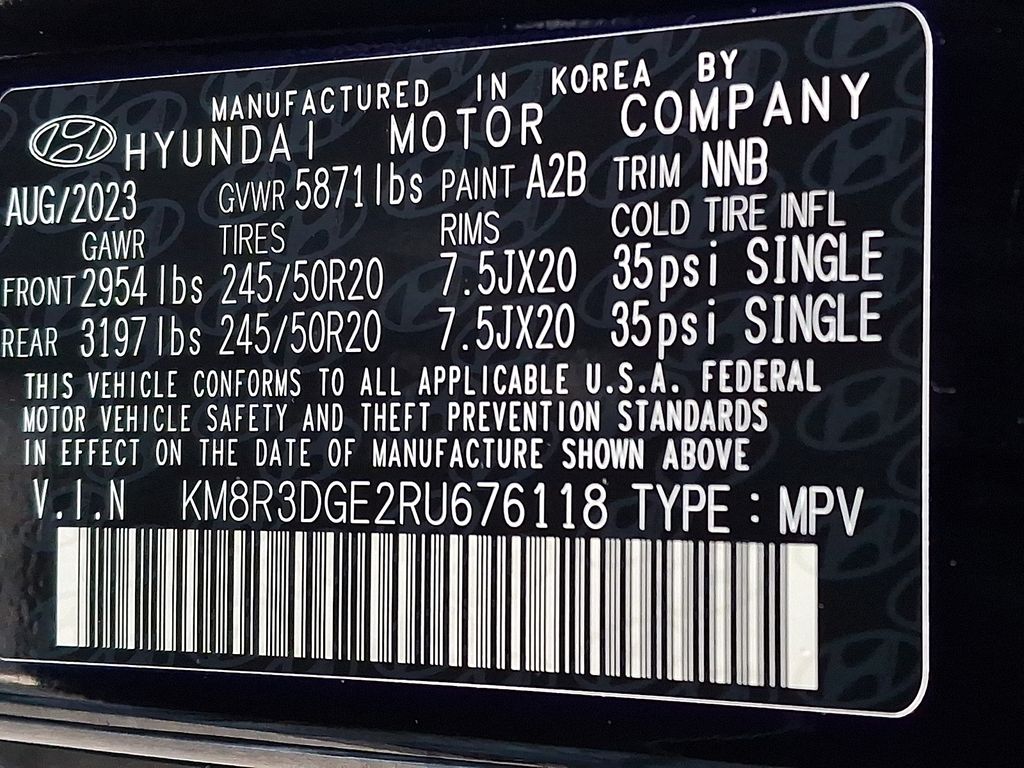 MANUFACTURED IN KOREA BY
HYUNDAI MOTOR COMPANY
AUG/2023 GVWR 5871 lbs PAINT A2B TRIM NNB
GAWR TIRES RIMS COLD TIRE INFL
FRONT 2954 lbs 245/50R20 7.5JX20 35psi SINGLE
REAR 3197 lbs 245/50R20 7.5JX20 35psi SINGLE
THIS VEHICLE CONFORMS TO ALL APPLICABLE U.S.A. FEDERAL
MOTOR VEHICLE SAFETY AND THEFT PREVENTION STANDARDS
IN EFFECT ON THE DATE OF MANUFACTURE SHOWN ABOVE
V.I.N KM8R3DGE2RU676118 TYPE : MPV